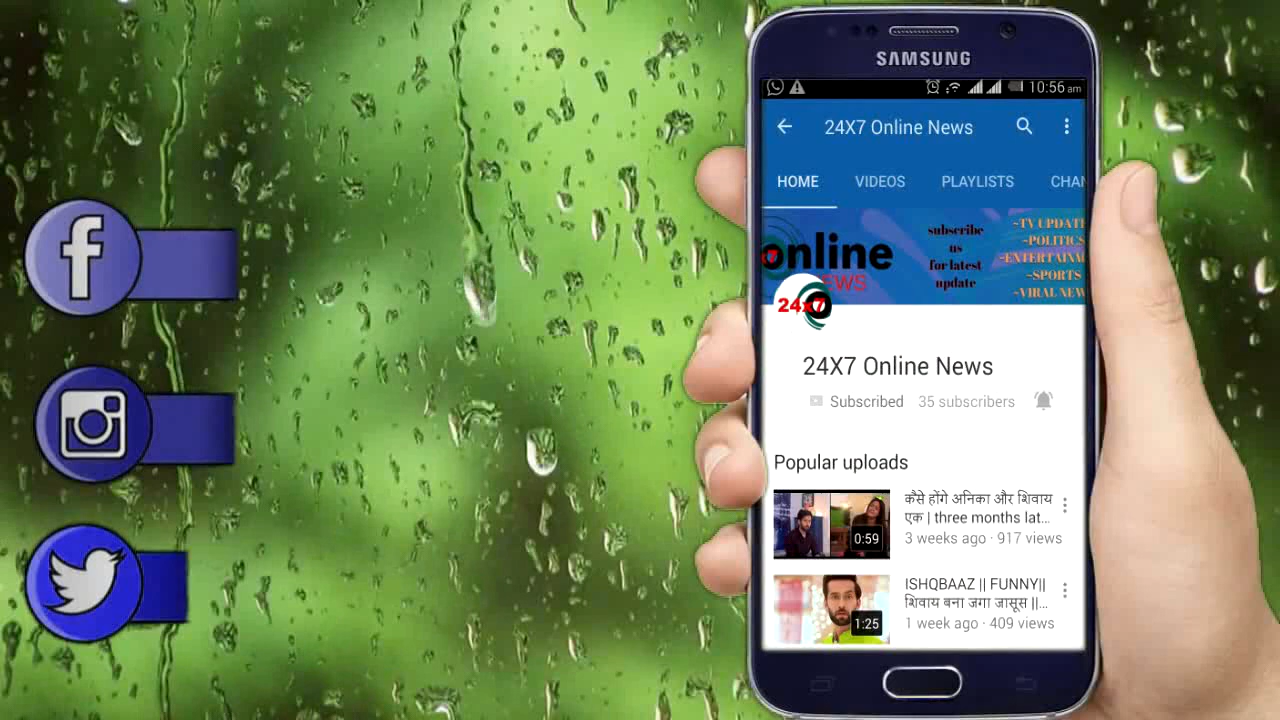 SAMSUNG
10:56 am
24X7 Online News
HOME VIDEOS PLAYLISTS CHAN
online
NEWS
24x7
subscribe
us
for latest
update
~TV UPDATE
~POLITICS
~ENTERTAINM
~SPORTS
~VIRAL NEW
24X7 Online News
Subscribed 35 subscribers
Popular uploads
कैसे होंगे अनिका और शिवाय
एक | three months lat...
3 weeks ago · 917 views
0:59
ISHQBAAZ || FUNNY||
शिवाय बना जगा जासूस ||...
1 week ago · 409 views
1:25